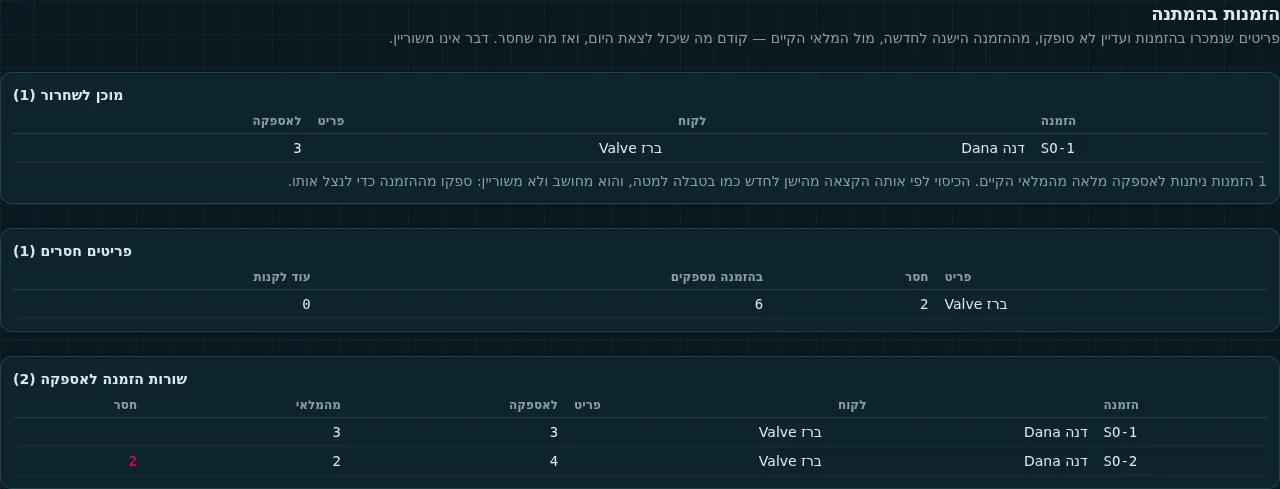 הזמנות בהמתנה
פריטים שנמכרו בהזמנות ועדיין לא סופקו, מההזמנה הישנה לחדשה, מול המלאי הקיים — קודם מה שיכול לצאת היום, ואז מה שחסר. דבר אינו משוריין.
מוכן לשחרור (1)
הזמנה לקוח פריט לאספקה
SO-1 דנה Dana ברז Valve 3
1 הזמנות ניתנות לאספקה מלאה מהמלאי הקיים. הכיסוי לפי אותה הקצאה מהישן לחדש כמו בטבלה למטה, והוא מחושב ולא משוריין: ספקו מההזמנה כדי לנצל אותו.
פריטים חסרים (1)
פריט חסר בהזמנה מספקים עוד לקנות
ברז Valve 2 6 0
שורות הזמנה לאספקה (2)
הזמנה לקוח פריט לאספקה מהמלאי חסר
SO-1 דנה Dana ברז Valve 3 3
SO-2 דנה Dana ברז Valve 4 2 2